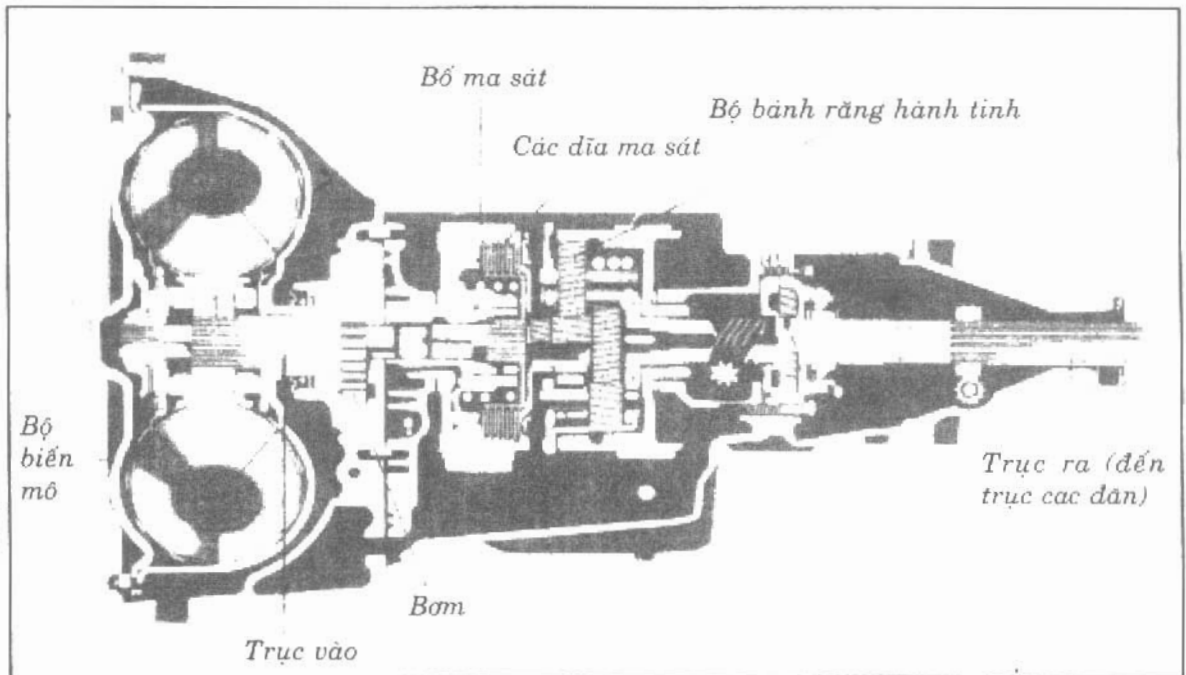 Bố ma sát
Bộ bánh răng hành tinh
Các dĩa ma sát
Bộ
biến
mô
Trục ra (đến
trục cac đăn)
Bơm
Trục vào